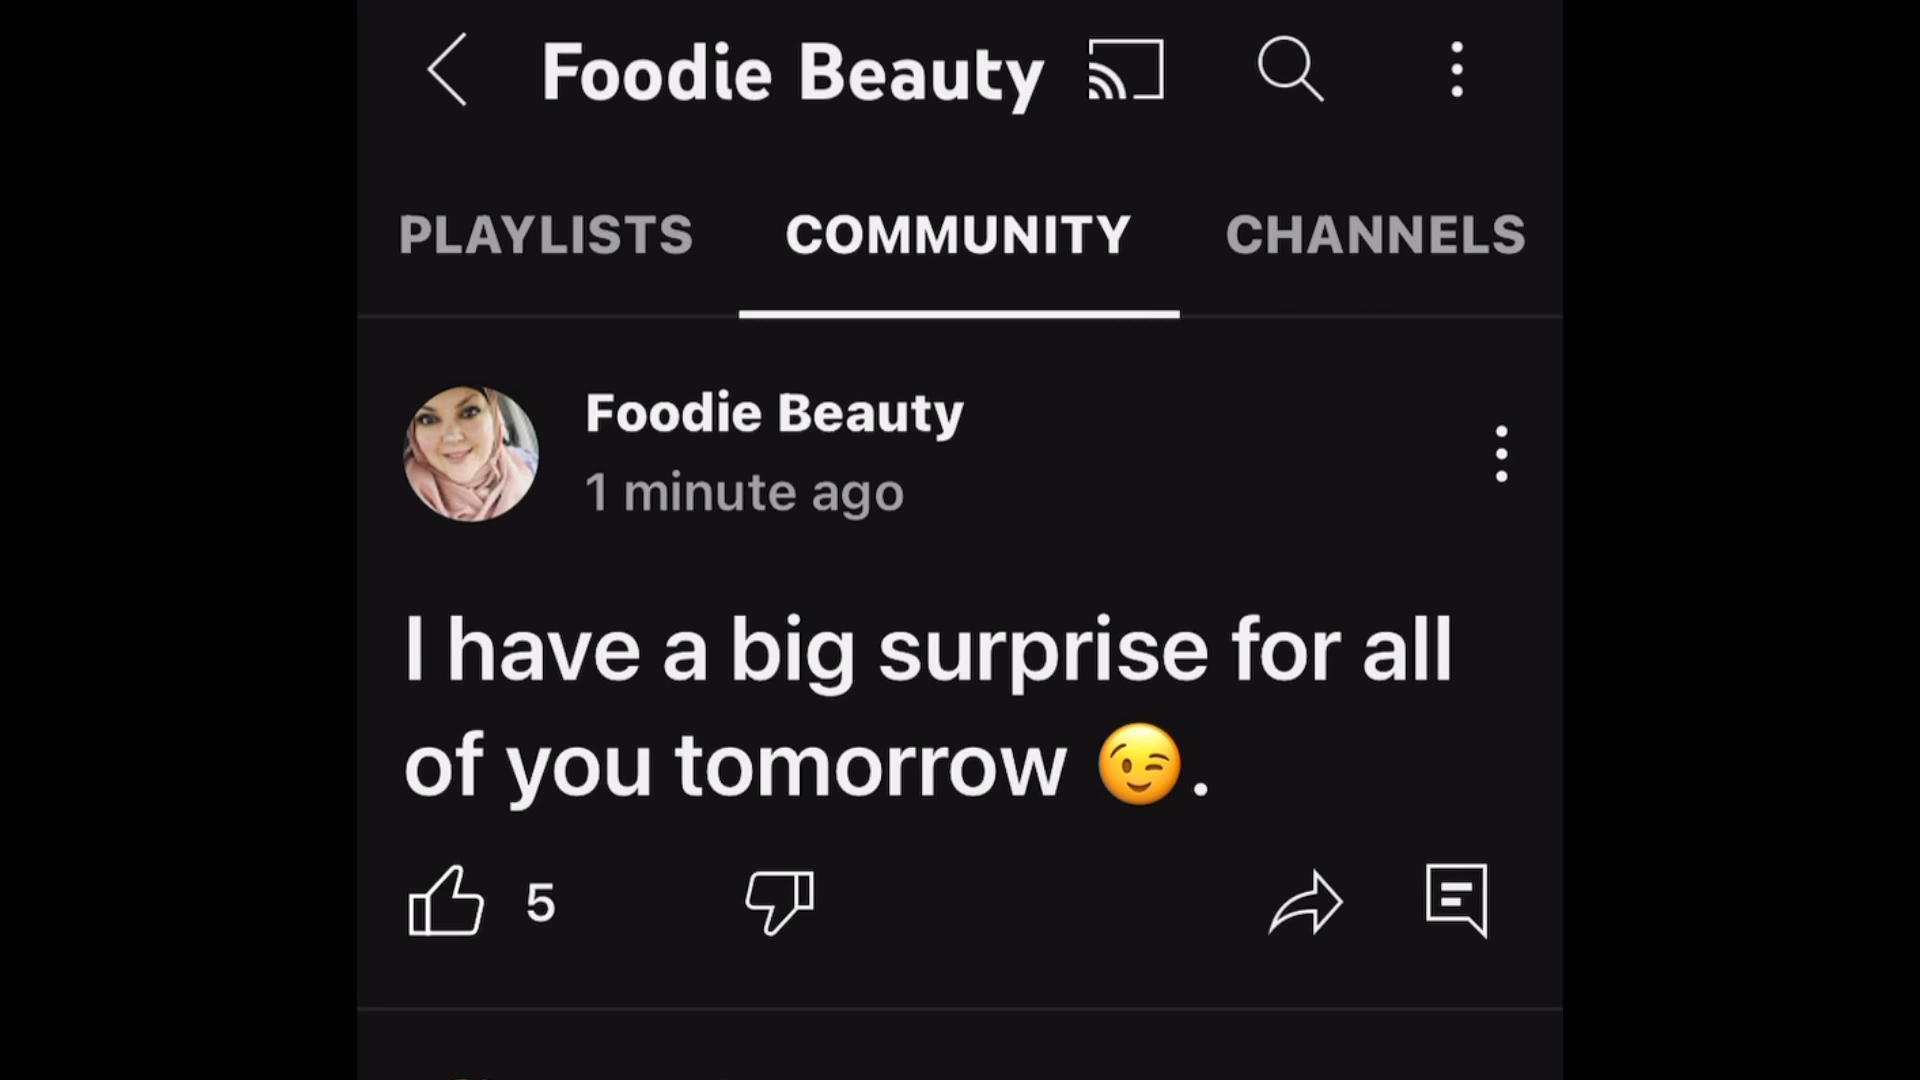 Foodie Beauty
PLAYLISTS COMMUNITY CHANNELS
Foodie Beauty
1 minute ago
I have a big surprise for all
of you tomorrow 😉.
5